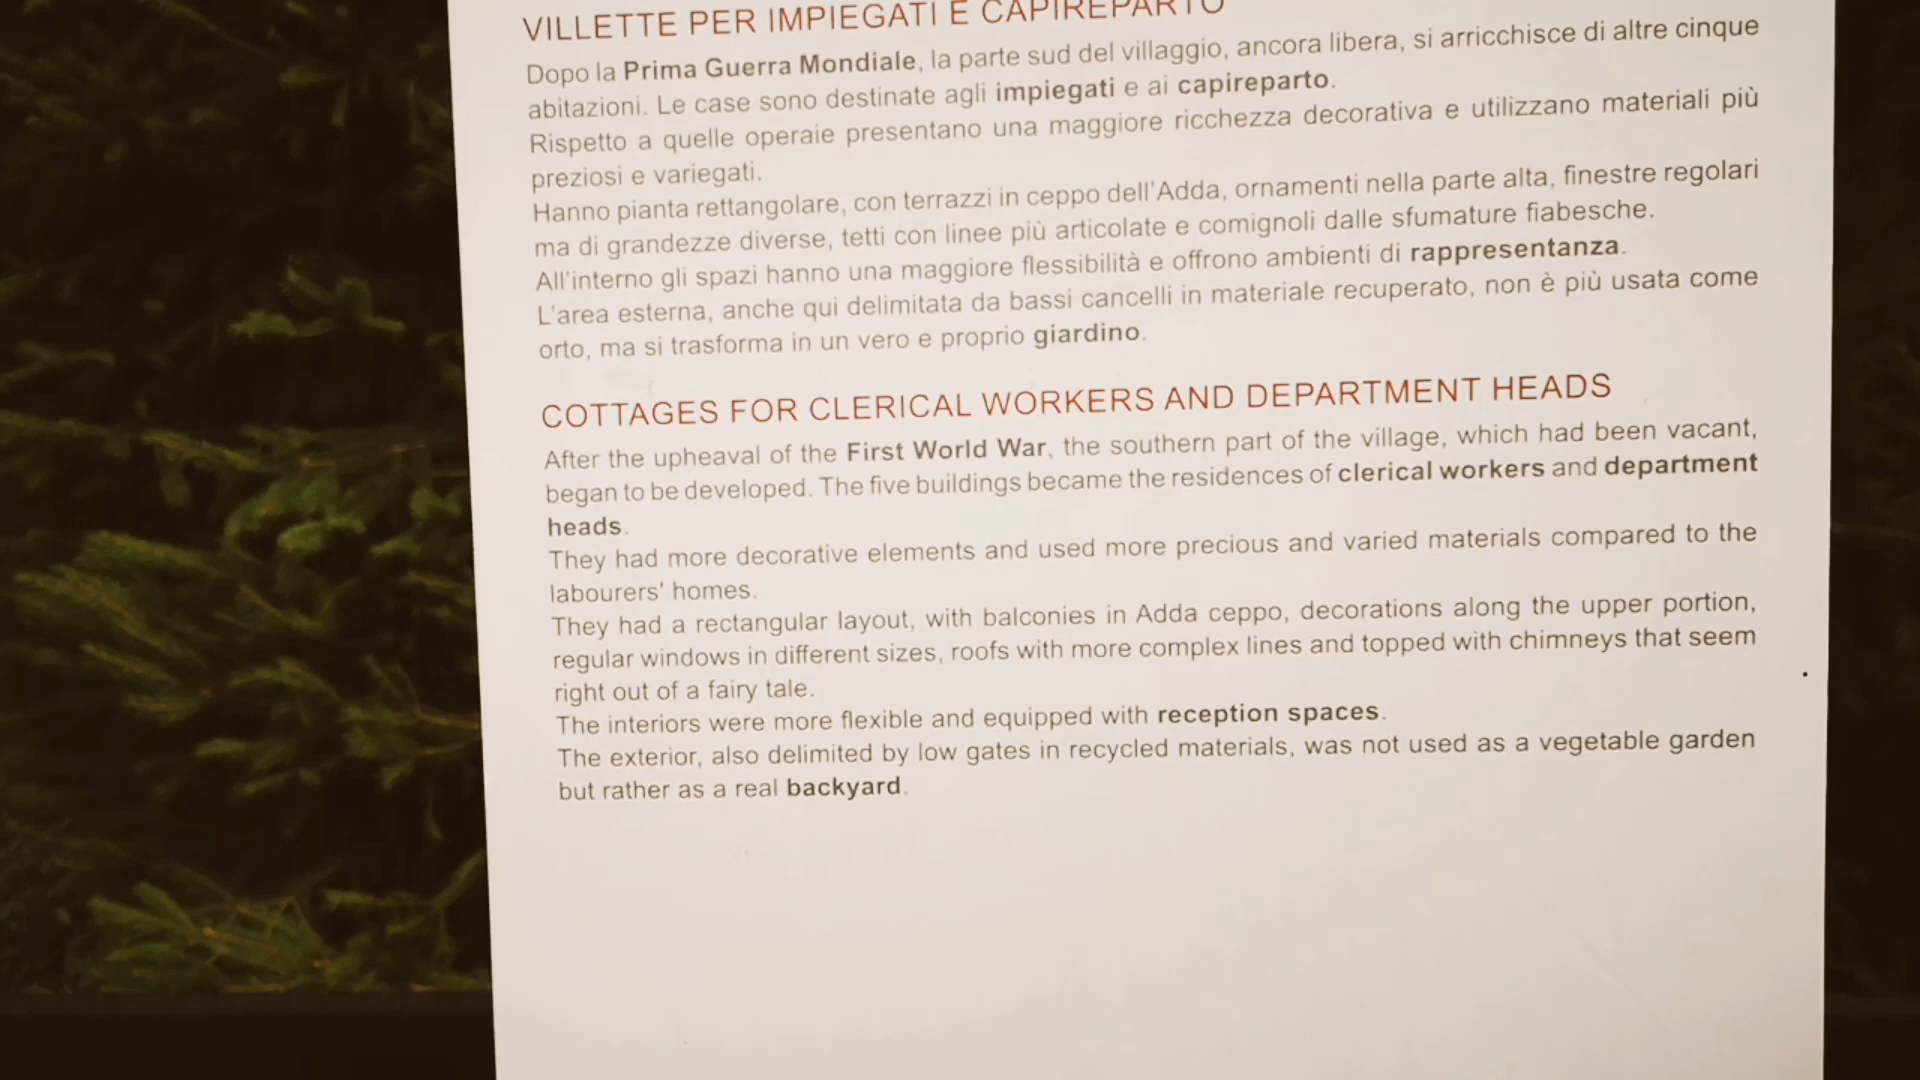 VILLETTE PER IMPIEGATI E CAPIREPARTO
Dopo la Prima Guerra Mondiale, la parte sud del villaggio, ancora libera, si arricchisce di altre cinque
abitazioni. Le case sono destinate agli impiegati e ai capireparto.
Rispetto a quelle operaie presentano una maggiore ricchezza decorativa e utilizzano materiali più
preziosi e variegati.
Hanno pianta rettangolare, con terrazzi in ceppo dell'Adda, ornamenti nella parte alta, finestre regolari
ma di grandezze diverse, tetti con linee più articolate e comignoli dalle sfumature fiabesche.
All'interno gli spazi hanno una maggiore flessibilità e offrono ambienti di rappresentanza.
L'area esterna, anche qui delimitata da bassi cancelli in materiale recuperato, non è più usata come
orto, ma si trasforma in un vero e proprio giardino.
COTTAGES FOR CLERICAL WORKERS AND DEPARTMENT HEADS
After the upheaval of the First World War, the southern part of the village, which had been vacant,
began to be developed. The five buildings became the residences of clerical workers and department
heads.
They had more decorative elements and used more precious and varied materials compared to the
labourers' homes.
They had a rectangular layout, with balconies in Adda ceppo, decorations along the upper portion,
regular windows in different sizes, roofs with more complex lines and topped with chimneys that seem
right out of a fairy tale.
The interiors were more flexible and equipped with reception spaces.
The exterior, also delimited by low gates in recycled materials, was not used as a vegetable garden
but rather as a real backyard.